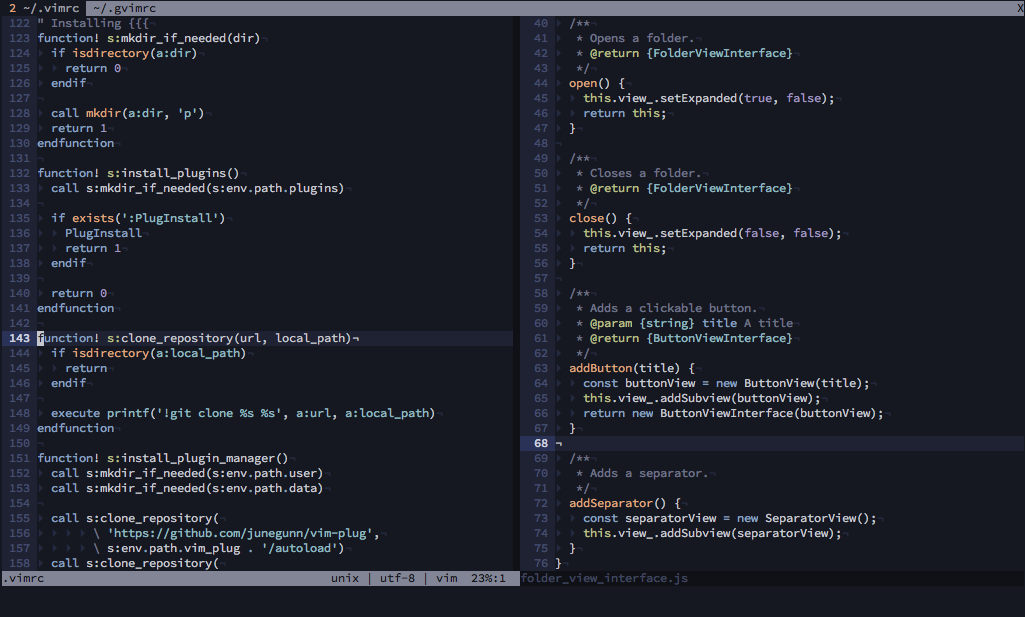 2 ~/.vimrc  ~/.gvimrc X
122 " Installing {{{¬
123 function! s:mkdir_if_needed(dir)¬
124 if isdirectory(a:dir)¬
125 return 0¬
126 endif¬
127 ¬
128 call mkdir(a:dir, 'p')¬
129 return 1¬
130 endfunction¬
131 ¬
132 function! s:install_plugins()¬
133 call s:mkdir_if_needed(s:env.path.plugins)¬
134 ¬
135 if exists(':PlugInstall')¬
136 PlugInstall¬
137 return 1¬
138 endif¬
139 ¬
140 return 0¬
141 endfunction¬
142 ¬
143 function! s:clone_repository(url, local_path)¬
144 if isdirectory(a:local_path)¬
145 return¬
146 endif¬
147 ¬
148 execute printf('!git clone %s %s', a:url, a:local_path)¬
149 endfunction¬
150 ¬
151 function! s:install_plugin_manager()¬
152 call s:mkdir_if_needed(s:env.path.user)¬
153 call s:mkdir_if_needed(s:env.path.data)¬
154 ¬
155 call s:clone_repository(¬
156 \ 'https://github.com/junegunn/vim-plug',¬
157 \ s:env.path.vim_plug . '/autoload')¬
158 call s:clone_repository(¬
.vimrc unix | utf-8 | vim 23%:1
40 /**¬
41 * Opens a folder.¬
42 * @return {FolderViewInterface}¬
43 */¬
44 open() {¬
45 this.view_.setExpanded(true, false);¬
46 return this;¬
47 }¬
48 ¬
49 /**¬
50 * Closes a folder.¬
51 * @return {FolderViewInterface}¬
52 */¬
53 close() {¬
54 this.view_.setExpanded(false, false);¬
55 return this;¬
56 }¬
57 ¬
58 /**¬
59 * Adds a clickable button.¬
60 * @param {string} title A title¬
61 * @return {ButtonViewInterface}¬
62 */¬
63 addButton(title) {¬
64 const buttonView = new ButtonView(title);¬
65 this.view_.addSubview(buttonView);¬
66 return new ButtonViewInterface(buttonView);¬
67 }¬
68 ¬
69 /**¬
70 * Adds a separator.¬
71 */¬
72 addSeparator() {¬
73 const separatorView = new SeparatorView();¬
74 this.view_.addSubview(separatorView);¬
75 }¬
76 }¬
folder_view_interface.js